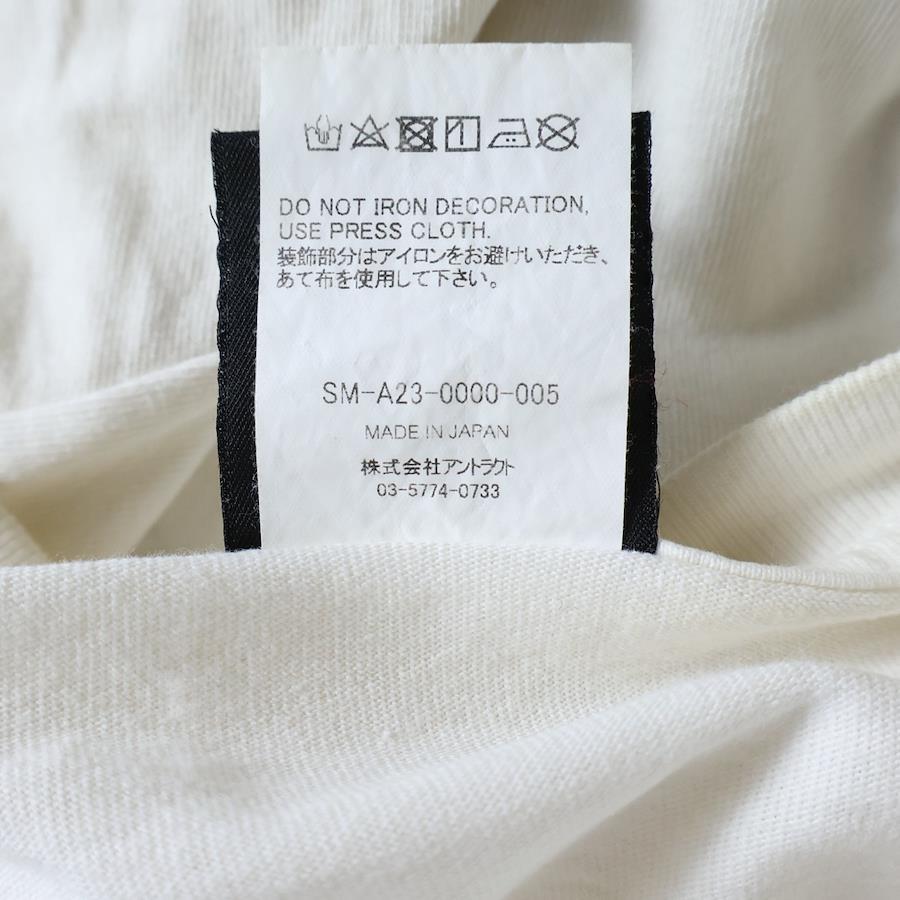 DO NOT IRON DECORATION,
USE PRESS CLOTH.
装飾部分はアイロンをお避けいただき、
あて布を使用して下さい。
SM-A23-0000-005
MADE IN JAPAN
株式会社アントラクト
03-5774-0733